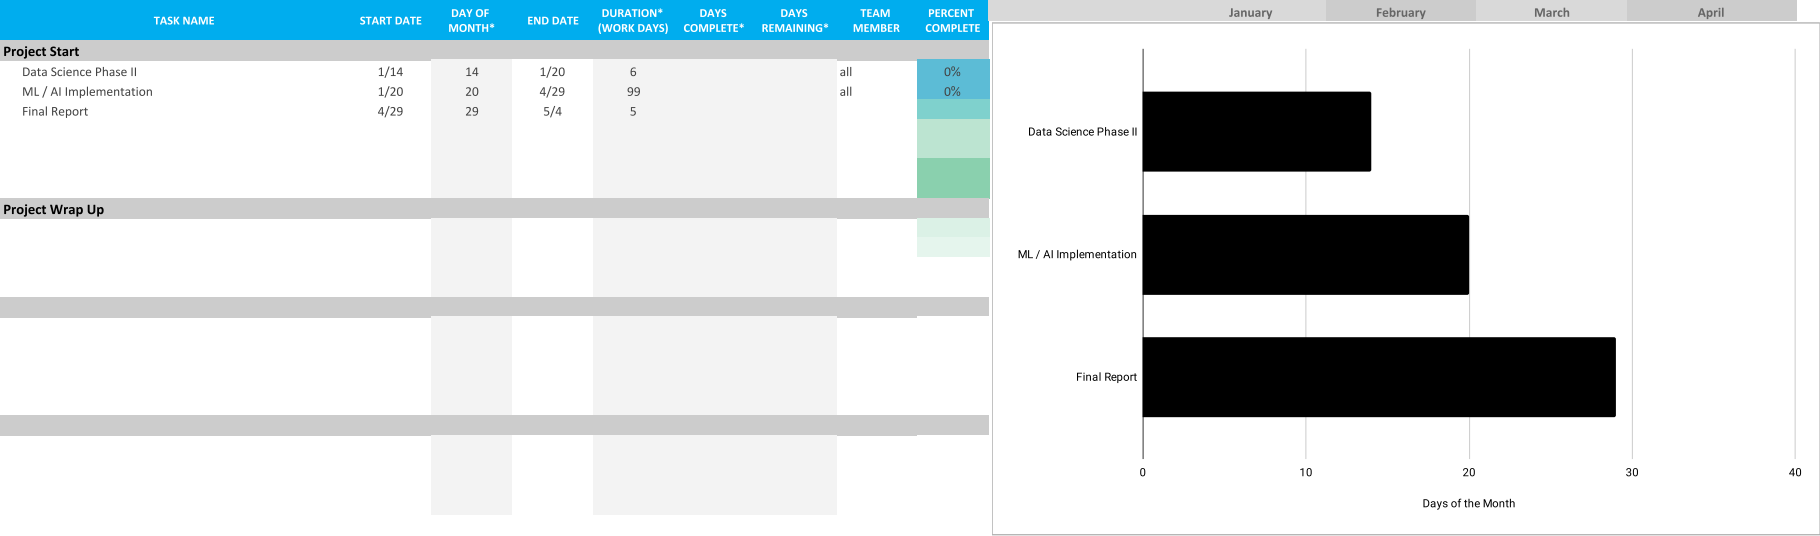 TASK NAME START DATE DAY OF MONTH* END DATE DURATION* (WORK DAYS) DAYS COMPLETE* DAYS REMAINING* TEAM MEMBER PERCENT COMPLETE
Project Start
Data Science Phase II 1/14 14 1/20 6 all 0%
ML / AI Implementation 1/20 20 4/29 99 all 0%
Final Report 4/29 29 5/4 5
Project Wrap Up
January February March April
Data Science Phase II
ML / AI Implementation
Final Report
0 10 20 30 40
Days of the Month